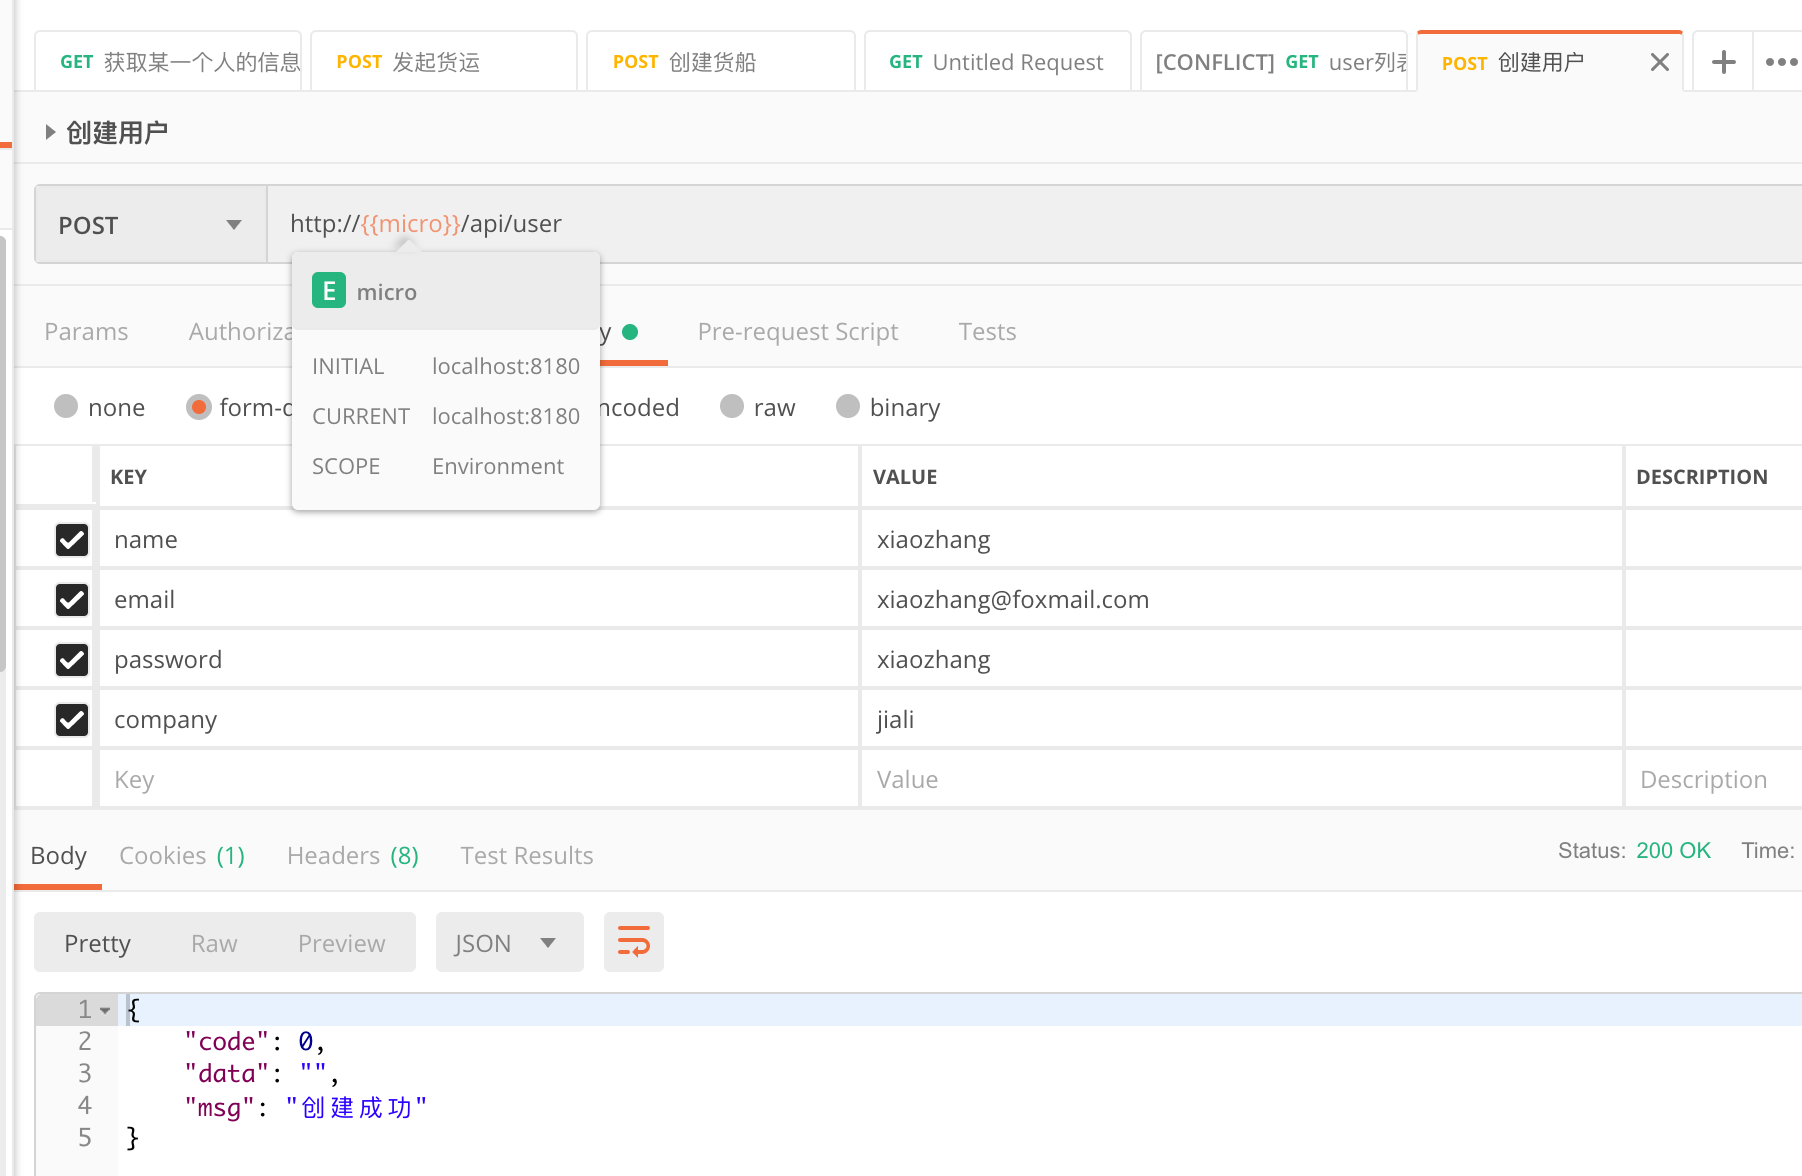 GET 获取某一个人的信息 POST 发起货运 POST 创建货船 GET Untitled Request [CONFLICT] GET user列表 POST 创建用户
创建用户
POST http://{{micro}}/api/user
E micro
Params Authoriza y Pre-request Script Tests
INITIAL localhost:8180
none form-d ncoded raw binary
CURRENT localhost:8180
SCOPE Environment
KEY VALUE DESCRIPTION
name xiaozhang
email xiaozhang@foxmail.com
password xiaozhang
company jiali
Key Value Description
Body Cookies (1) Headers (8) Test Results Status: 200 OK Time:
Pretty Raw Preview JSON
1 {
2 "code": 0,
3 "data": "",
4 "msg": "创建成功"
5 }